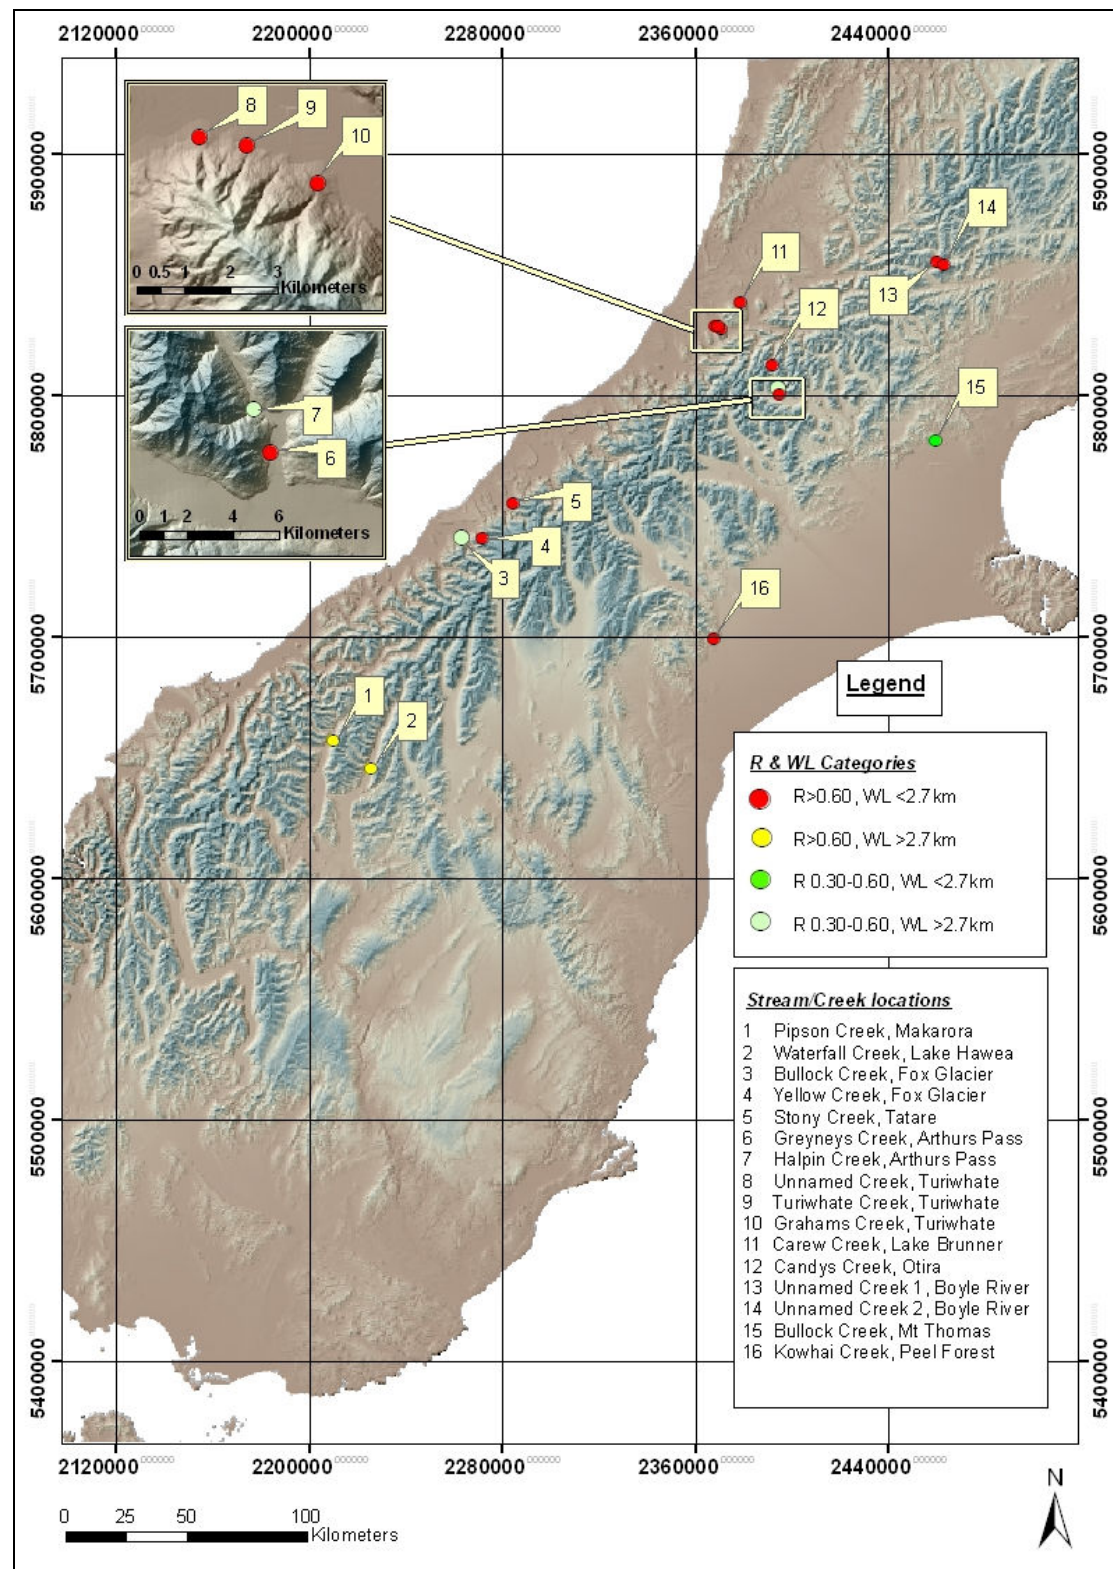 2120000 2200000 2280000 2360000 2440000
5900000 5900000
5800000 5800000
5700000 5700000
5600000 5600000
5500000 5500000
5400000 5400000
8
9
10
0 0.5 1 2 3
Kilometers
7
6
0 1 2 4 6
Kilometers
14
11
13
12
15
5
4
3
16
1
2
Legend
R & WL Categories
R>0.60, WL <2.7km
R>0.60, WL >2.7km
R 0.30-0.60, WL <2.7km
R 0.30-0.60, WL >2.7km
Stream/Creek locations
1 Pipson Creek, Makarora
2 Waterfall Creek, Lake Hawea
3 Bullock Creek, Fox Glacier
4 Yellow Creek, Fox Glacier
5 Stony Creek, Tatare
6 Greyneys Creek, Arthurs Pass
7 Halpin Creek, Arthurs Pass
8 Unnamed Creek, Turiwhate
9 Turiwhate Creek, Turiwhate
10 Grahams Creek, Turiwhate
11 Carew Creek, Lake Brunner
12 Candys Creek, Otira
13 Unnamed Creek 1, Boyle River
14 Unnamed Creek 2, Boyle River
15 Bullock Creek, Mt Thomas
16 Kowhai Creek, Peel Forest
2120000 2200000 2280000 2360000 2440000
0 25 50 100
Kilometers
N